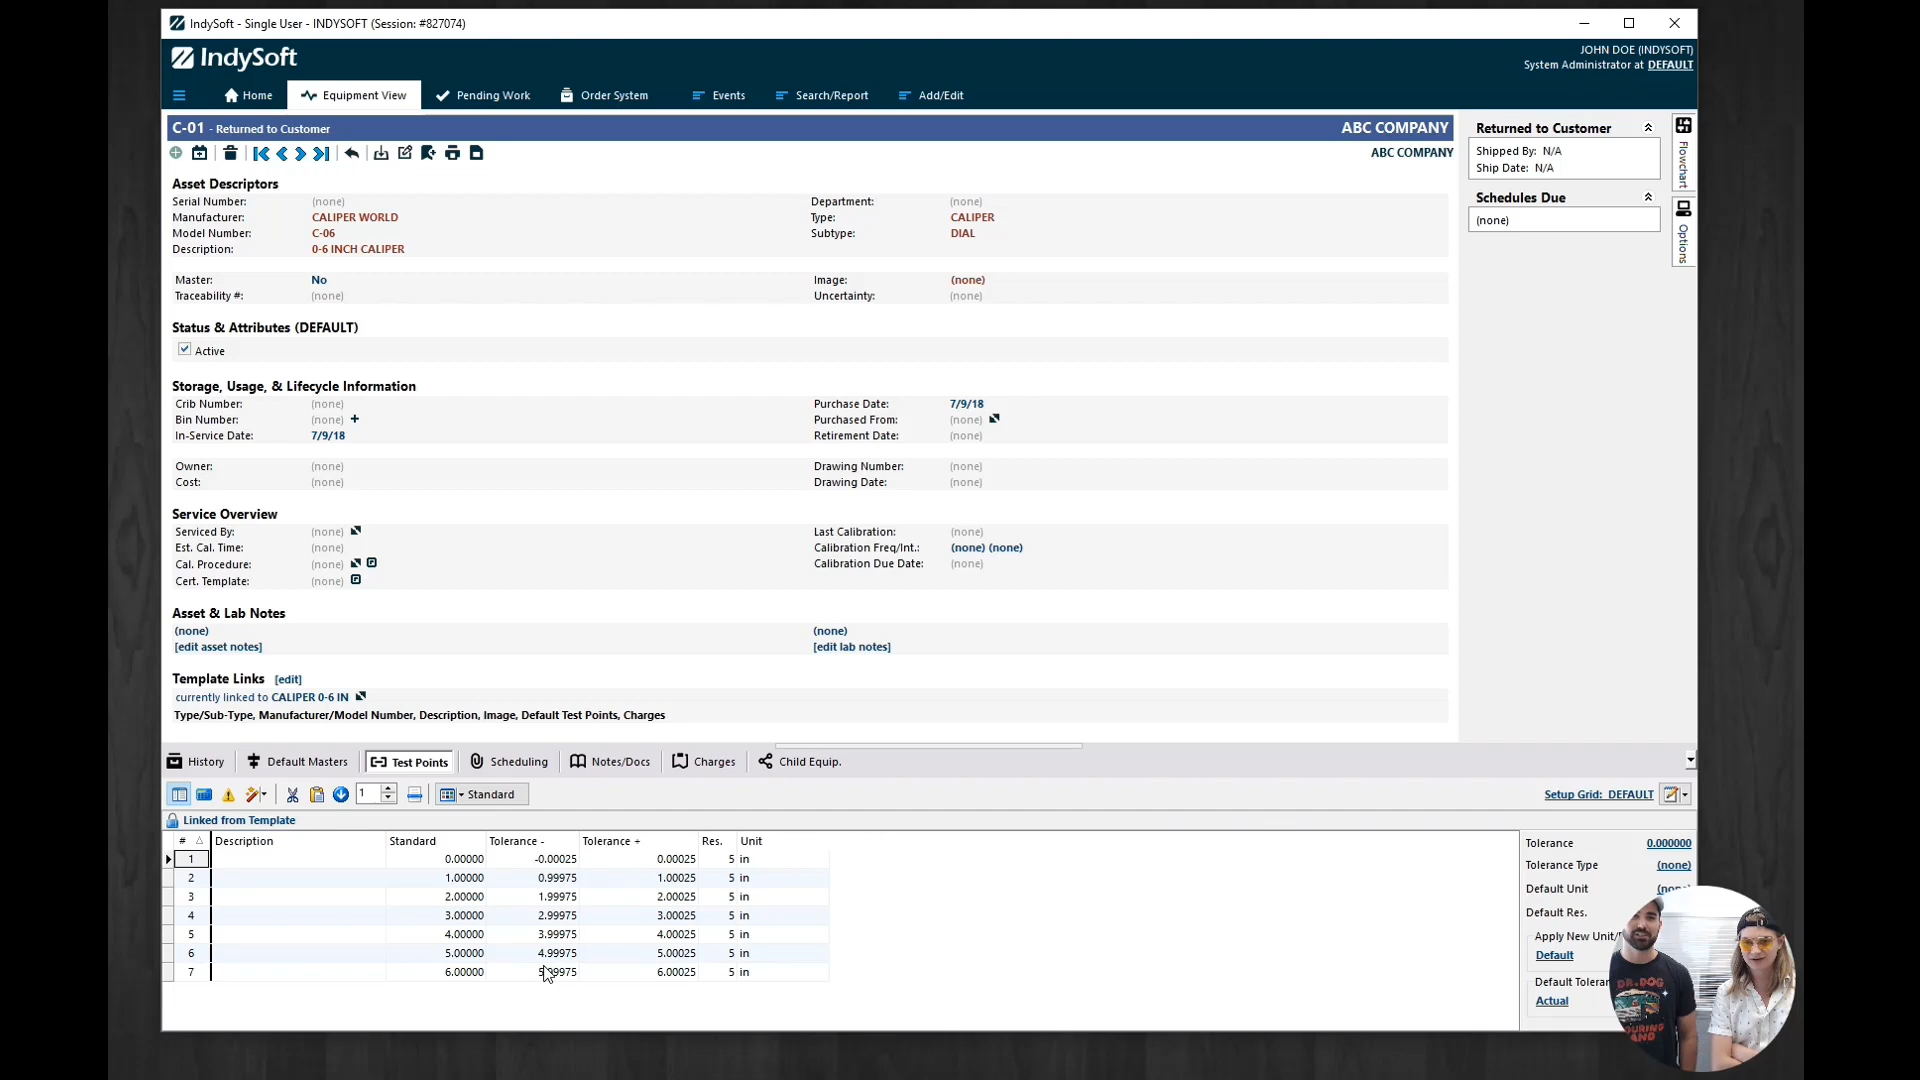 IndySoft - Single User - INDYSOFT (Session: #827074)
IndySoft
JOHN DOE (INDYSOFT)
System Administrator at DEFAULT
Home Equipment View Pending Work Order System Events Search/Report Add/Edit
C-01 - Returned to Customer ABC COMPANY
ABC COMPANY
Returned to Customer
Shipped By: N/A
Ship Date: N/A
Schedules Due
(none)
Flowchart
Options
Asset Descriptors
Serial Number: (none) Department: (none)
Manufacturer: CALIPER WORLD Type: CALIPER
Model Number: C-06 Subtype: DIAL
Description: 0-6 INCH CALIPER
Master: No Image: (none)
Traceability #: (none) Uncertainty: (none)
Status & Attributes (DEFAULT)
Active
Storage, Usage, & Lifecycle Information
Crib Number: (none) Purchase Date: 7/9/18
Bin Number: (none) Purchased From: (none)
In-Service Date: 7/9/18 Retirement Date: (none)
Owner: (none) Drawing Number: (none)
Cost: (none) Drawing Date: (none)
Service Overview
Serviced By: (none) Last Calibration: (none)
Est. Cal. Time: (none) Calibration Freq/Int.: (none) (none)
Cal. Procedure: (none) Calibration Due Date: (none)
Cert. Template: (none)
Asset & Lab Notes
(none) (none)
[edit asset notes] [edit lab notes]
Template Links [edit]
currently linked to CALIPER 0-6 IN
Type/Sub-Type, Manufacturer/Model Number, Description, Image, Default Test Points, Charges
History Default Masters Test Points Scheduling Notes/Docs Charges Child Equip.
1 Standard Setup Grid: DEFAULT
Linked from Template
# Description Standard Tolerance - Tolerance + Res. Unit
1 0.00000 -0.00025 0.00025 5 in
2 1.00000 0.99975 1.00025 5 in
3 2.00000 1.99975 2.00025 5 in
4 3.00000 2.99975 3.00025 5 in
5 4.00000 3.99975 4.00025 5 in
6 5.00000 4.99975 5.00025 5 in
7 6.00000 5.99975 6.00025 5 in
Tolerance 0.000000
Tolerance Type (none)
Default Unit
Default Res.
Apply New
Default
Default
Actual
DR. DOG